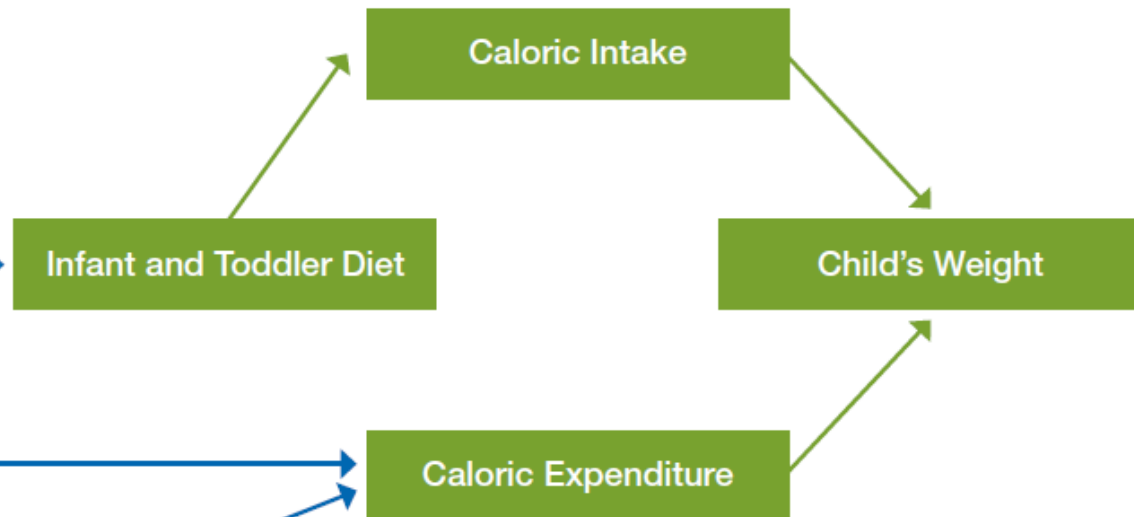 Caloric Intake
Infant and Toddler Diet
Child’s Weight
Caloric Expenditure